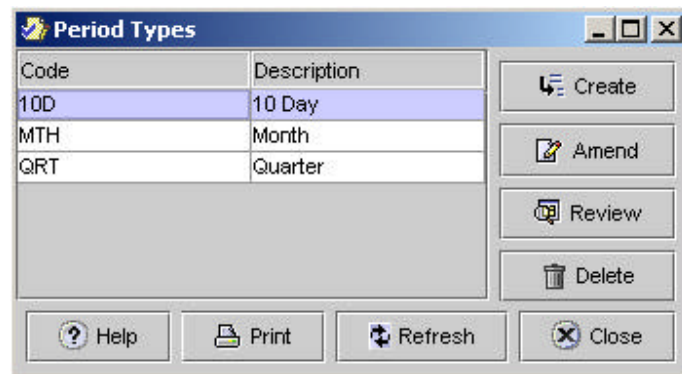 Period Types
Code Description
10D 10 Day
MTH Month
QRT Quarter
Create
Amend
Review
Delete
Help Print Refresh Close